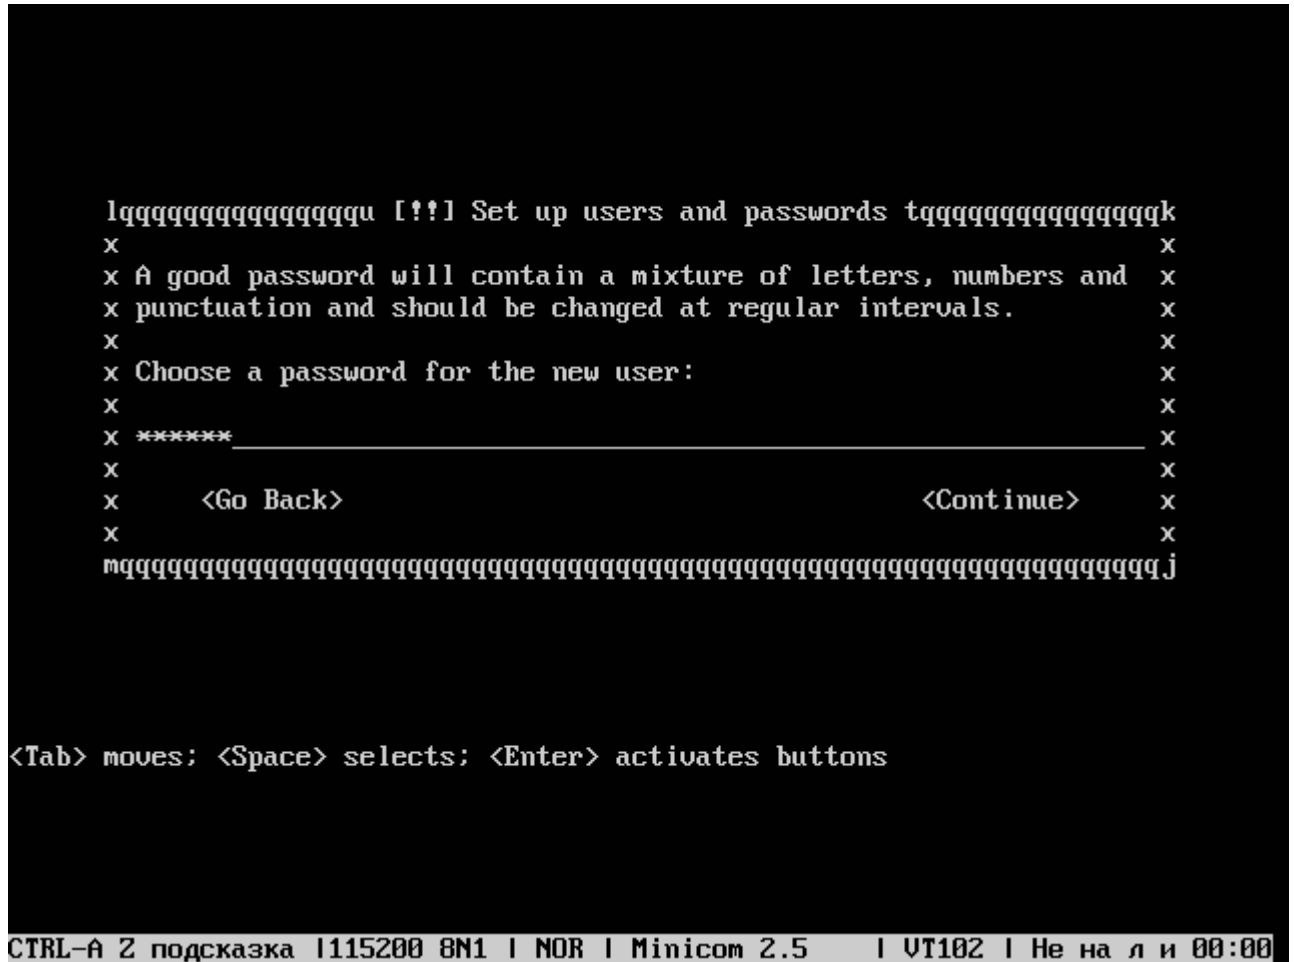 lqqqqqqqqqqqqqqqu [!!] Set up users and passwords tqqqqqqqqqqqqqqqk
x x
x A good password will contain a mixture of letters, numbers and x
x punctuation and should be changed at regular intervals. x
x x
x Choose a password for the new user: x
x x
x ******_________________________________________________________ x
x x
x <Go Back> <Continue> x
x x
mqqqqqqqqqqqqqqqqqqqqqqqqqqqqqqqqqqqqqqqqqqqqqqqqqqqqqqqqqqqqqqqqqj
<Tab> moves; <Space> selects; <Enter> activates buttons
CTRL-A Z подсказка |115200 8N1 | NOR | Minicom 2.5 | VT102 | Не на л и 00:00